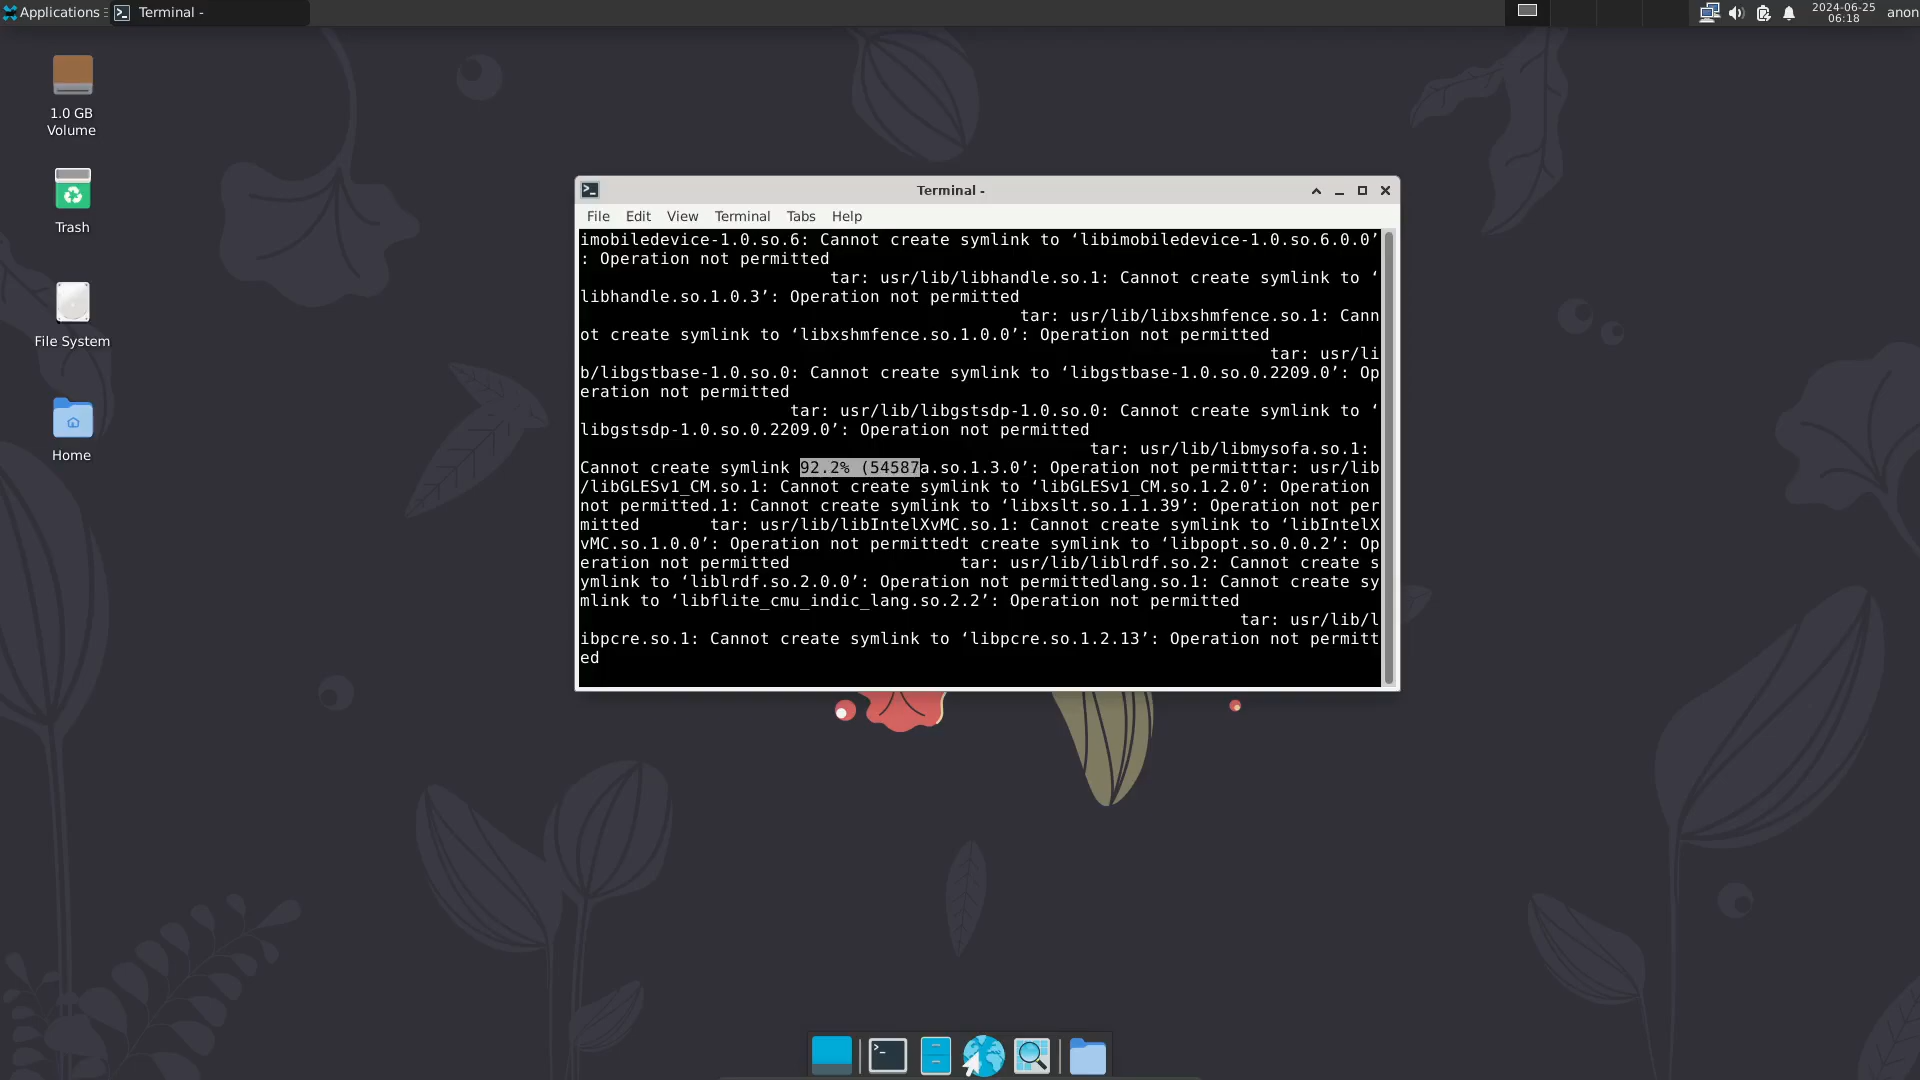 Applications
Terminal -
2024-06-25
06:18
anon
1.0 GB
Volume
Trash
File System
Home
Terminal -
File Edit View Terminal Tabs Help
imobiledevice-1.0.so.6: Cannot create symlink to ‘libimobiledevice-1.0.so.6.0.0’
: Operation not permitted
tar: usr/lib/libhandle.so.1: Cannot create symlink to ‘
libhandle.so.1.0.3’: Operation not permitted
tar: usr/lib/libxshmfence.so.1: Cann
ot create symlink to ‘libxshmfence.so.1.0.0’: Operation not permitted
tar: usr/li
b/libgstbase-1.0.so.0: Cannot create symlink to ‘libgstbase-1.0.so.0.2209.0’: Op
eration not permitted
tar: usr/lib/libgstsdp-1.0.so.0: Cannot create symlink to ‘
libgstsdp-1.0.so.0.2209.0’: Operation not permitted
tar: usr/lib/libmysofa.so.1:
Cannot create symlink 92.2% (54587a.so.1.3.0’: Operation not permitttar: usr/lib
/libGLESv1_CM.so.1: Cannot create symlink to ‘libGLESv1_CM.so.1.2.0’: Operation
not permitted.1: Cannot create symlink to ‘libxslt.so.1.1.39’: Operation not per
mitted       tar: usr/lib/libIntelXvMC.so.1: Cannot create symlink to ‘libIntelX
vMC.so.1.0.0’: Operation not permittedt create symlink to ‘libpopt.so.0.0.2’: Op
eration not permitted                 tar: usr/lib/liblrdf.so.2: Cannot create s
ymlink to ‘liblrdf.so.2.0.0’: Operation not permittedlang.so.1: Cannot create sy
mlink to ‘libflite_cmu_indic_lang.so.2.2’: Operation not permitted
tar: usr/lib/l
ibpcre.so.1: Cannot create symlink to ‘libpcre.so.1.2.13’: Operation not permitt
ed